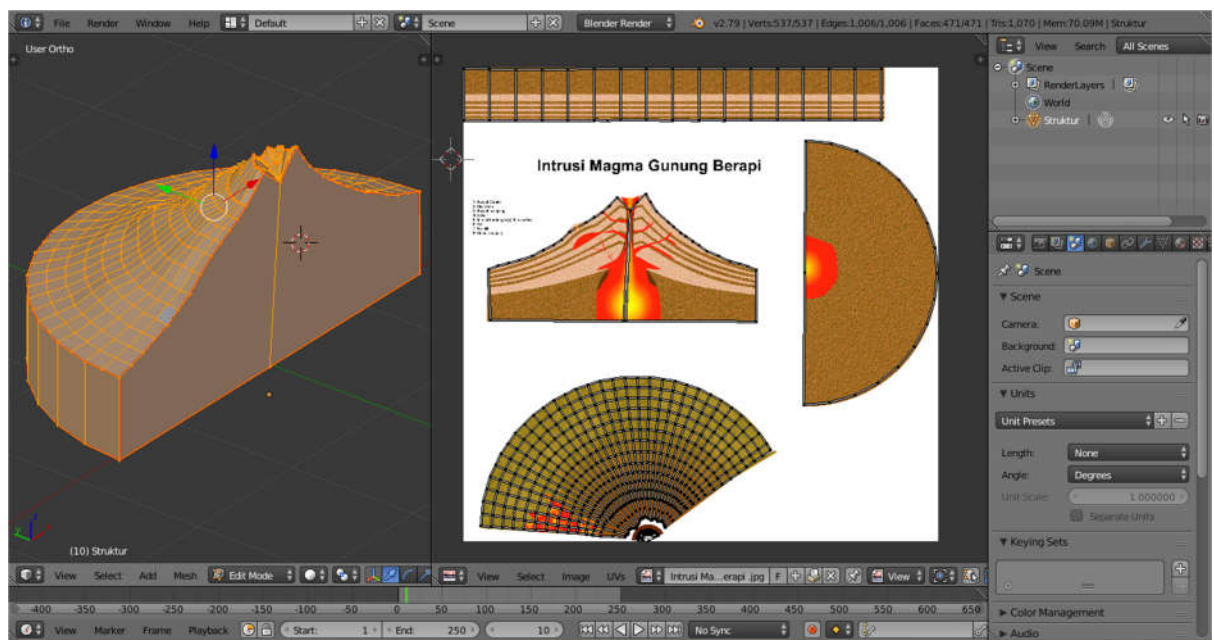 File Render Window Help Default Scene Blender Render v2.79 | Verts:537/537 | Edges:1,006/1,006 | Faces:471/471 | Tris:1,070 | Mem:70.09M | Struktur
User Ortho
View Search All Scenes
Scene
RenderLayers |
World
Struktur |
Intrusi Magma Gunung Berapi
Scene
Scene
Camera:
Background:
Active Clip:
Units
Unit Presets
Length: None
Angle: Degrees
Unit Scale: 1.000000
Separate Units
Keying Sets
Color Management
Audio
(10) Struktur
View Select Add Mesh Edit Mode
View Select Image UVs Intrusi Ma...erapi .jpg F View
-400 -350 -300 -250 -200 -150 -100 -50 0 50 100 150 200 250 300 350 400 450 500 550 600 650
View Marker Frame Playback Start: 1 End: 250 10 No Sync